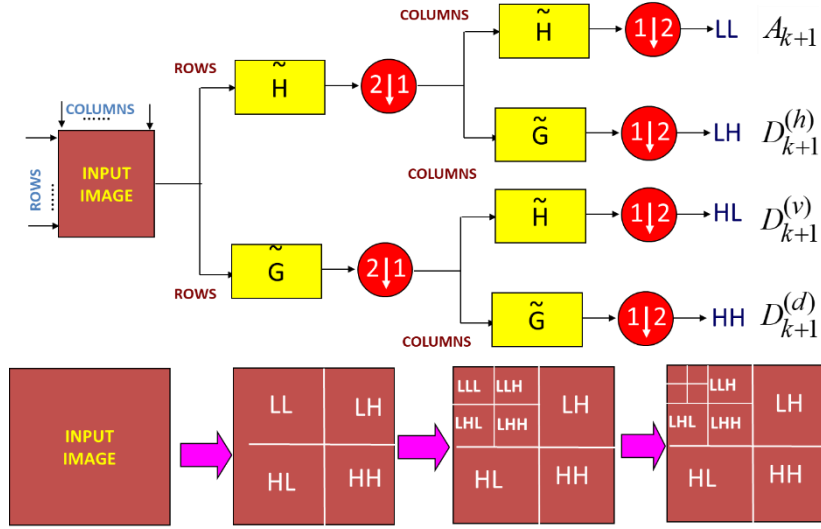 COLUMNS
H̃
1↓2
LL
A_{k+1}
ROWS
H̃
2↓1
COLUMNS
......
G̃
1↓2
LH
D_{k+1}^{(h)}
ROWS
......
INPUT
IMAGE
COLUMNS
H̃
1↓2
HL
D_{k+1}^{(v)}
G̃
2↓1
ROWS
G̃
1↓2
HH
D_{k+1}^{(d)}
COLUMNS
INPUT
IMAGE
LL LH
HL HH
LLL LLH
LHL LHH
LH
HL HH
LLH
LHL LHH
LH
HL HH